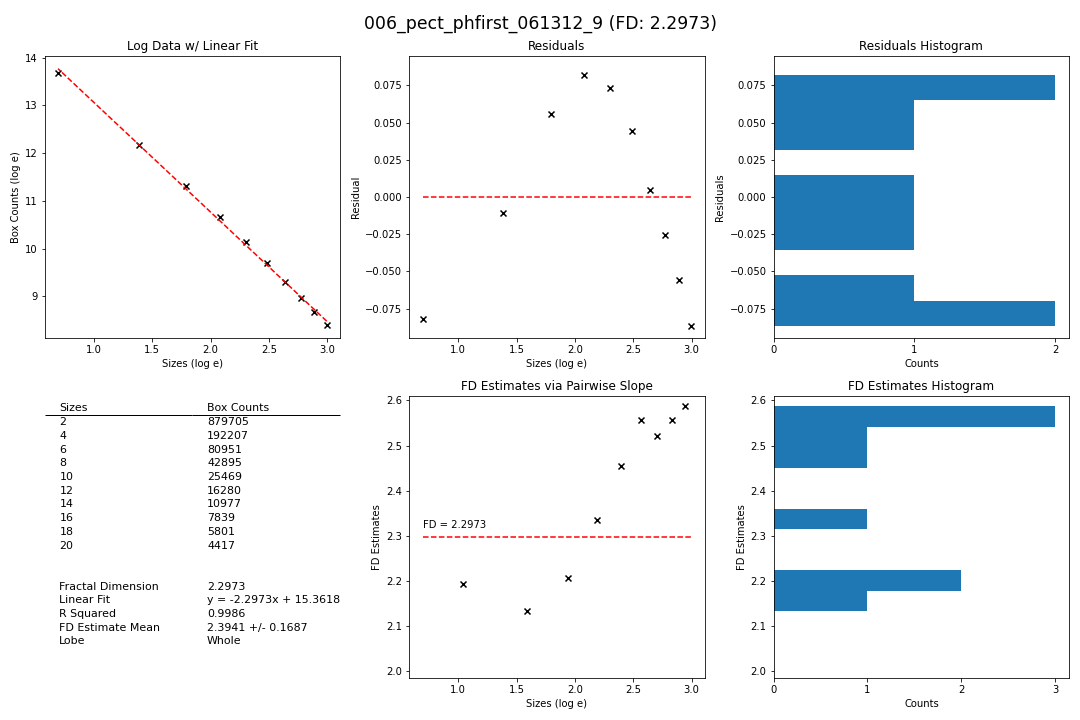 006_pect_phfirst_061312_9 (FD: 2.2973)
Log Data w/ Linear Fit
14
13
12
11
10
9
Box Counts (log e)
1.0 1.5 2.0 2.5 3.0
Sizes (log e)
Residuals
0.075
0.050
0.025
0.000
−0.025
−0.050
−0.075
Residual
1.0 1.5 2.0 2.5 3.0
Sizes (log e)
Residuals Histogram
0.075
0.050
0.025
0.000
−0.025
−0.050
−0.075
Residuals
0 1 2
Counts
Sizes Box Counts
2 879705
4 192207
6 80951
8 42895
10 25469
12 16280
14 10977
16 7839
18 5801
20 4417
Fractal Dimension 2.2973
Linear Fit y = -2.2973x + 15.3618
R Squared 0.9986
FD Estimate Mean 2.3941 +/- 0.1687
Lobe Whole
FD Estimates via Pairwise Slope
2.6
2.5
2.4
2.3
2.2
2.1
2.0
FD Estimates
FD = 2.2973
1.0 1.5 2.0 2.5 3.0
Sizes (log e)
FD Estimates Histogram
2.6
2.5
2.4
2.3
2.2
2.1
2.0
FD Estimates
0 1 2 3
Counts